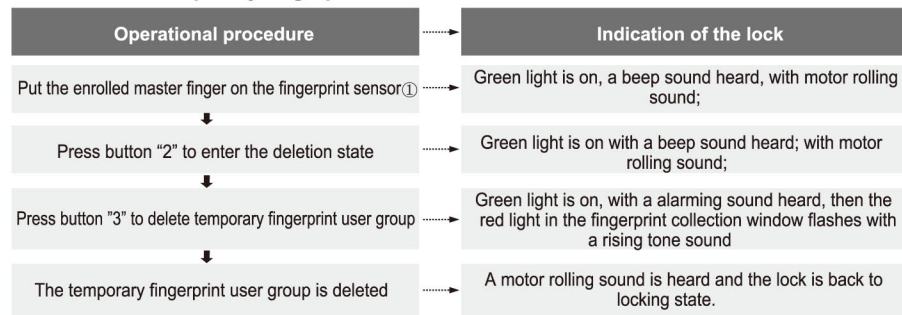 Operational procedure
Indication of the lock
Put the enrolled master finger on the fingerprint sensor①
Green light is on, a beep sound heard, with motor rolling
sound;
Press button “2” to enter the deletion state
Green light is on with a beep sound heard; with motor
rolling sound;
Press button ”3” to delete temporary fingerprint user group
Green light is on, with a alarming sound heard, then the
red light in the fingerprint collection window flashes with
a rising tone sound
The temporary fingerprint user group is deleted
A motor rolling sound is heard and the lock is back to
locking state.